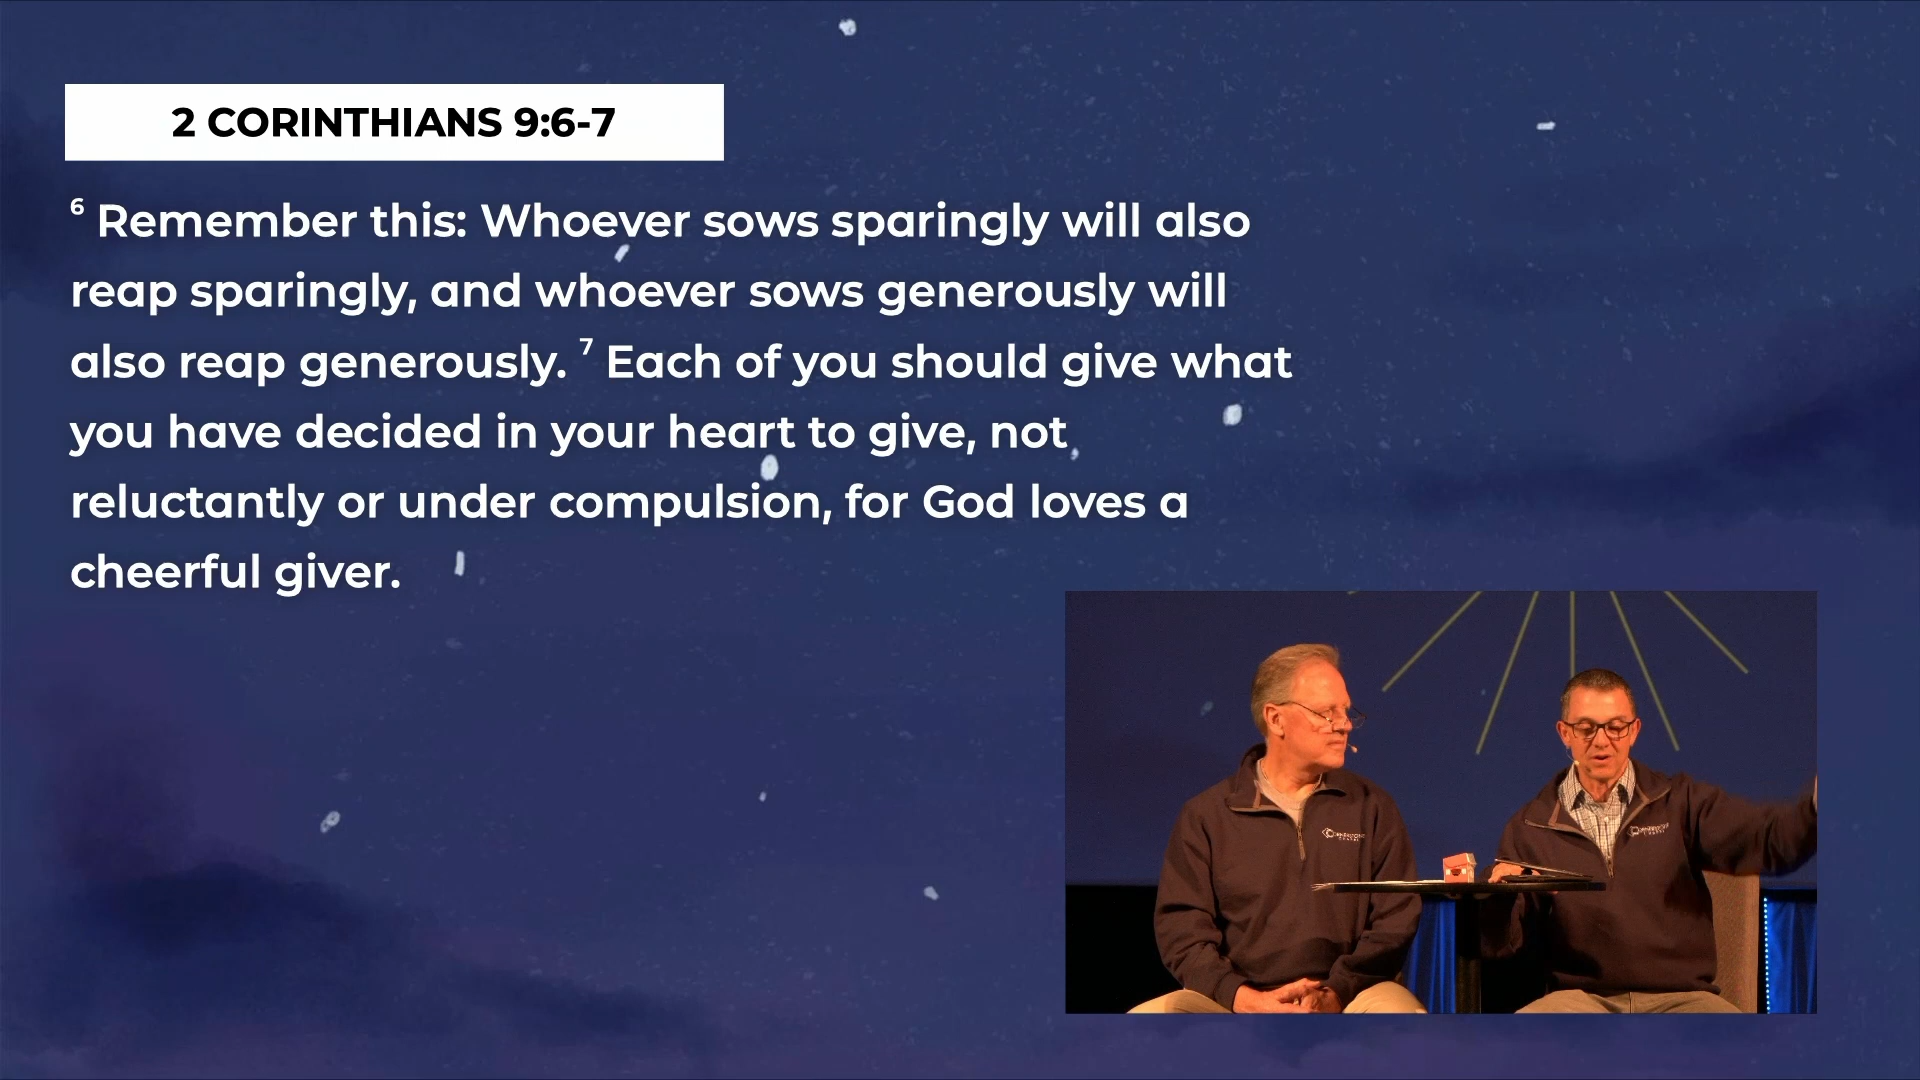 2 CORINTHIANS 9:6-7
6 Remember this: Whoever sows sparingly will also
reap sparingly, and whoever sows generously will
also reap generously. 7 Each of you should give what
you have decided in your heart to give, not
reluctantly or under compulsion, for God loves a
cheerful giver.